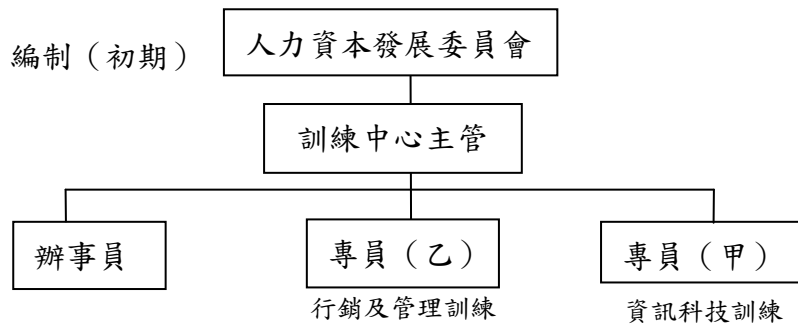 編制（初期）
人力資本發展委員會
訓練中心主管
辦事員
專員（乙）
專員（甲）
行銷及管理訓練
資訊科技訓練